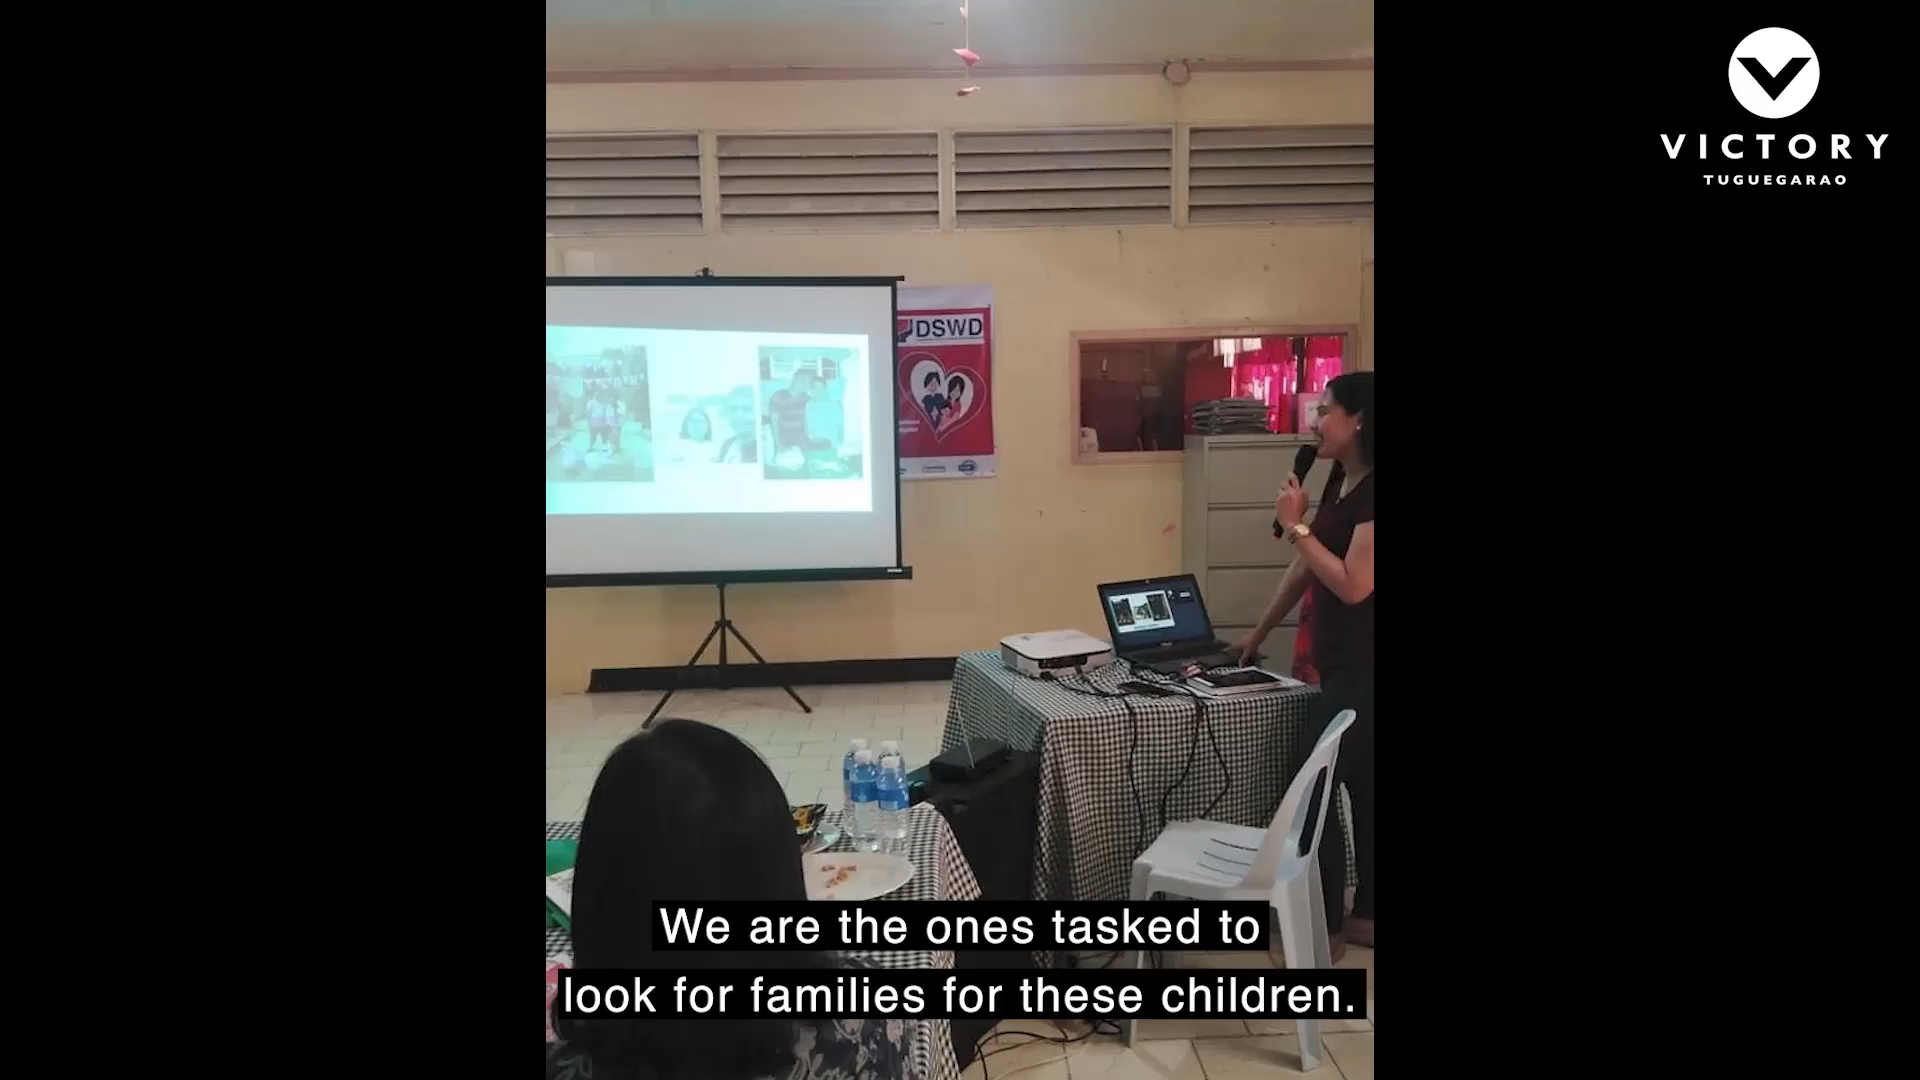 VICTORY
TUGUEGARAO
DSWD
We are the ones tasked to
look for families for these children.